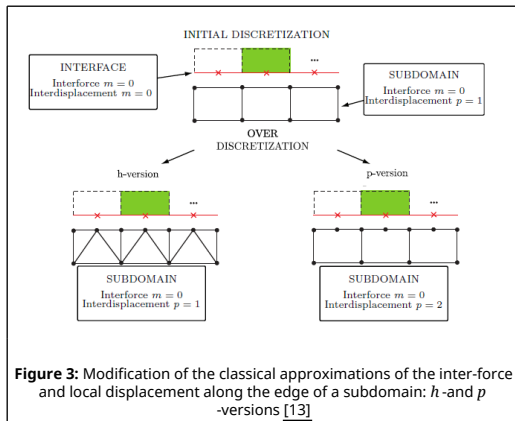 INITIAL DISCRETIZATION
INTERFACE
Interforce m = 0
Interdisplacement m = 0
...
SUBDOMAIN
Interforce m = 0
Interdisplacement p = 1
OVER
DISCRETIZATION
h-version
p-version
...
...
SUBDOMAIN
Interforce m = 0
Interdisplacement p = 1
SUBDOMAIN
Interforce m = 0
Interdisplacement p = 2
Figure 3: Modification of the classical approximations of the inter-force
and local displacement along the edge of a subdomain: h -and p
-versions [13]